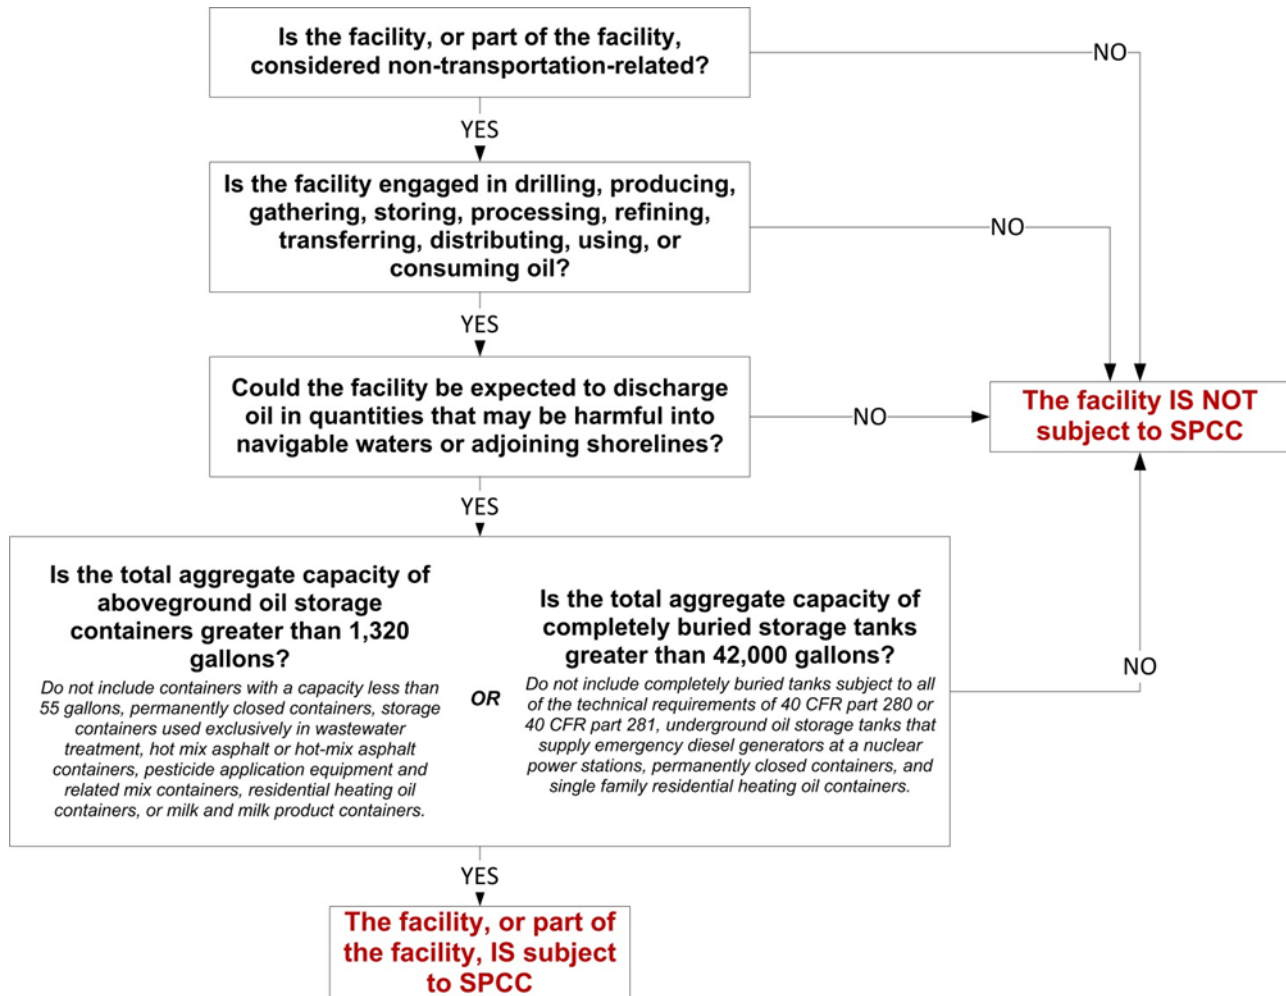 Is the facility, or part of the facility,
considered non-transportation-related?
NO
YES
Is the facility engaged in drilling, producing,
gathering, storing, processing, refining,
transferring, distributing, using, or
consuming oil?
NO
YES
Could the facility be expected to discharge
oil in quantities that may be harmful into
navigable waters or adjoining shorelines?
NO
The facility IS NOT
subject to SPCC
YES
Is the total aggregate capacity of
aboveground oil storage
containers greater than 1,320
gallons?
Do not include containers with a capacity less than
55 gallons, permanently closed containers, storage
containers used exclusively in wastewater
treatment, hot mix asphalt or hot-mix asphalt
containers, pesticide application equipment and
related mix containers, residential heating oil
containers, or milk and milk product containers.
OR
Is the total aggregate capacity of
completely buried storage tanks
greater than 42,000 gallons?
Do not include completely buried tanks subject to all
of the technical requirements of 40 CFR part 280 or
40 CFR part 281, underground oil storage tanks that
supply emergency diesel generators at a nuclear
power stations, permanently closed containers, and
single family residential heating oil containers.
NO
YES
The facility, or part of
the facility, IS subject
to SPCC